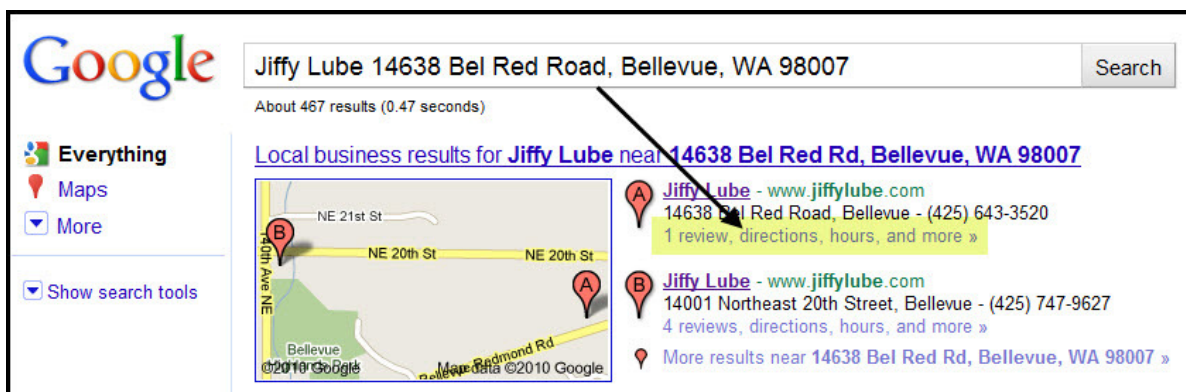 Google
Jiffy Lube 14638 Bel Red Road, Bellevue, WA 98007
Search
About 467 results (0.47 seconds)
Everything
Maps
More
Show search tools
Local business results for Jiffy Lube near 14638 Bel Red Rd, Bellevue, WA 98007
NE 21st St
B
NE 20th St
NE 20th St
140th Ave NE
A
Bellevue
Bellevue Redmond Rd
©2010 Google
Map data ©2010 Google
A
Jiffy Lube - www.jiffylube.com
14638 Bel Red Road, Bellevue - (425) 643-3520
1 review, directions, hours, and more »
B
Jiffy Lube - www.jiffylube.com
14001 Northeast 20th Street, Bellevue - (425) 747-9627
4 reviews, directions, hours, and more »
More results near 14638 Bel Red Rd, Bellevue, WA 98007 »